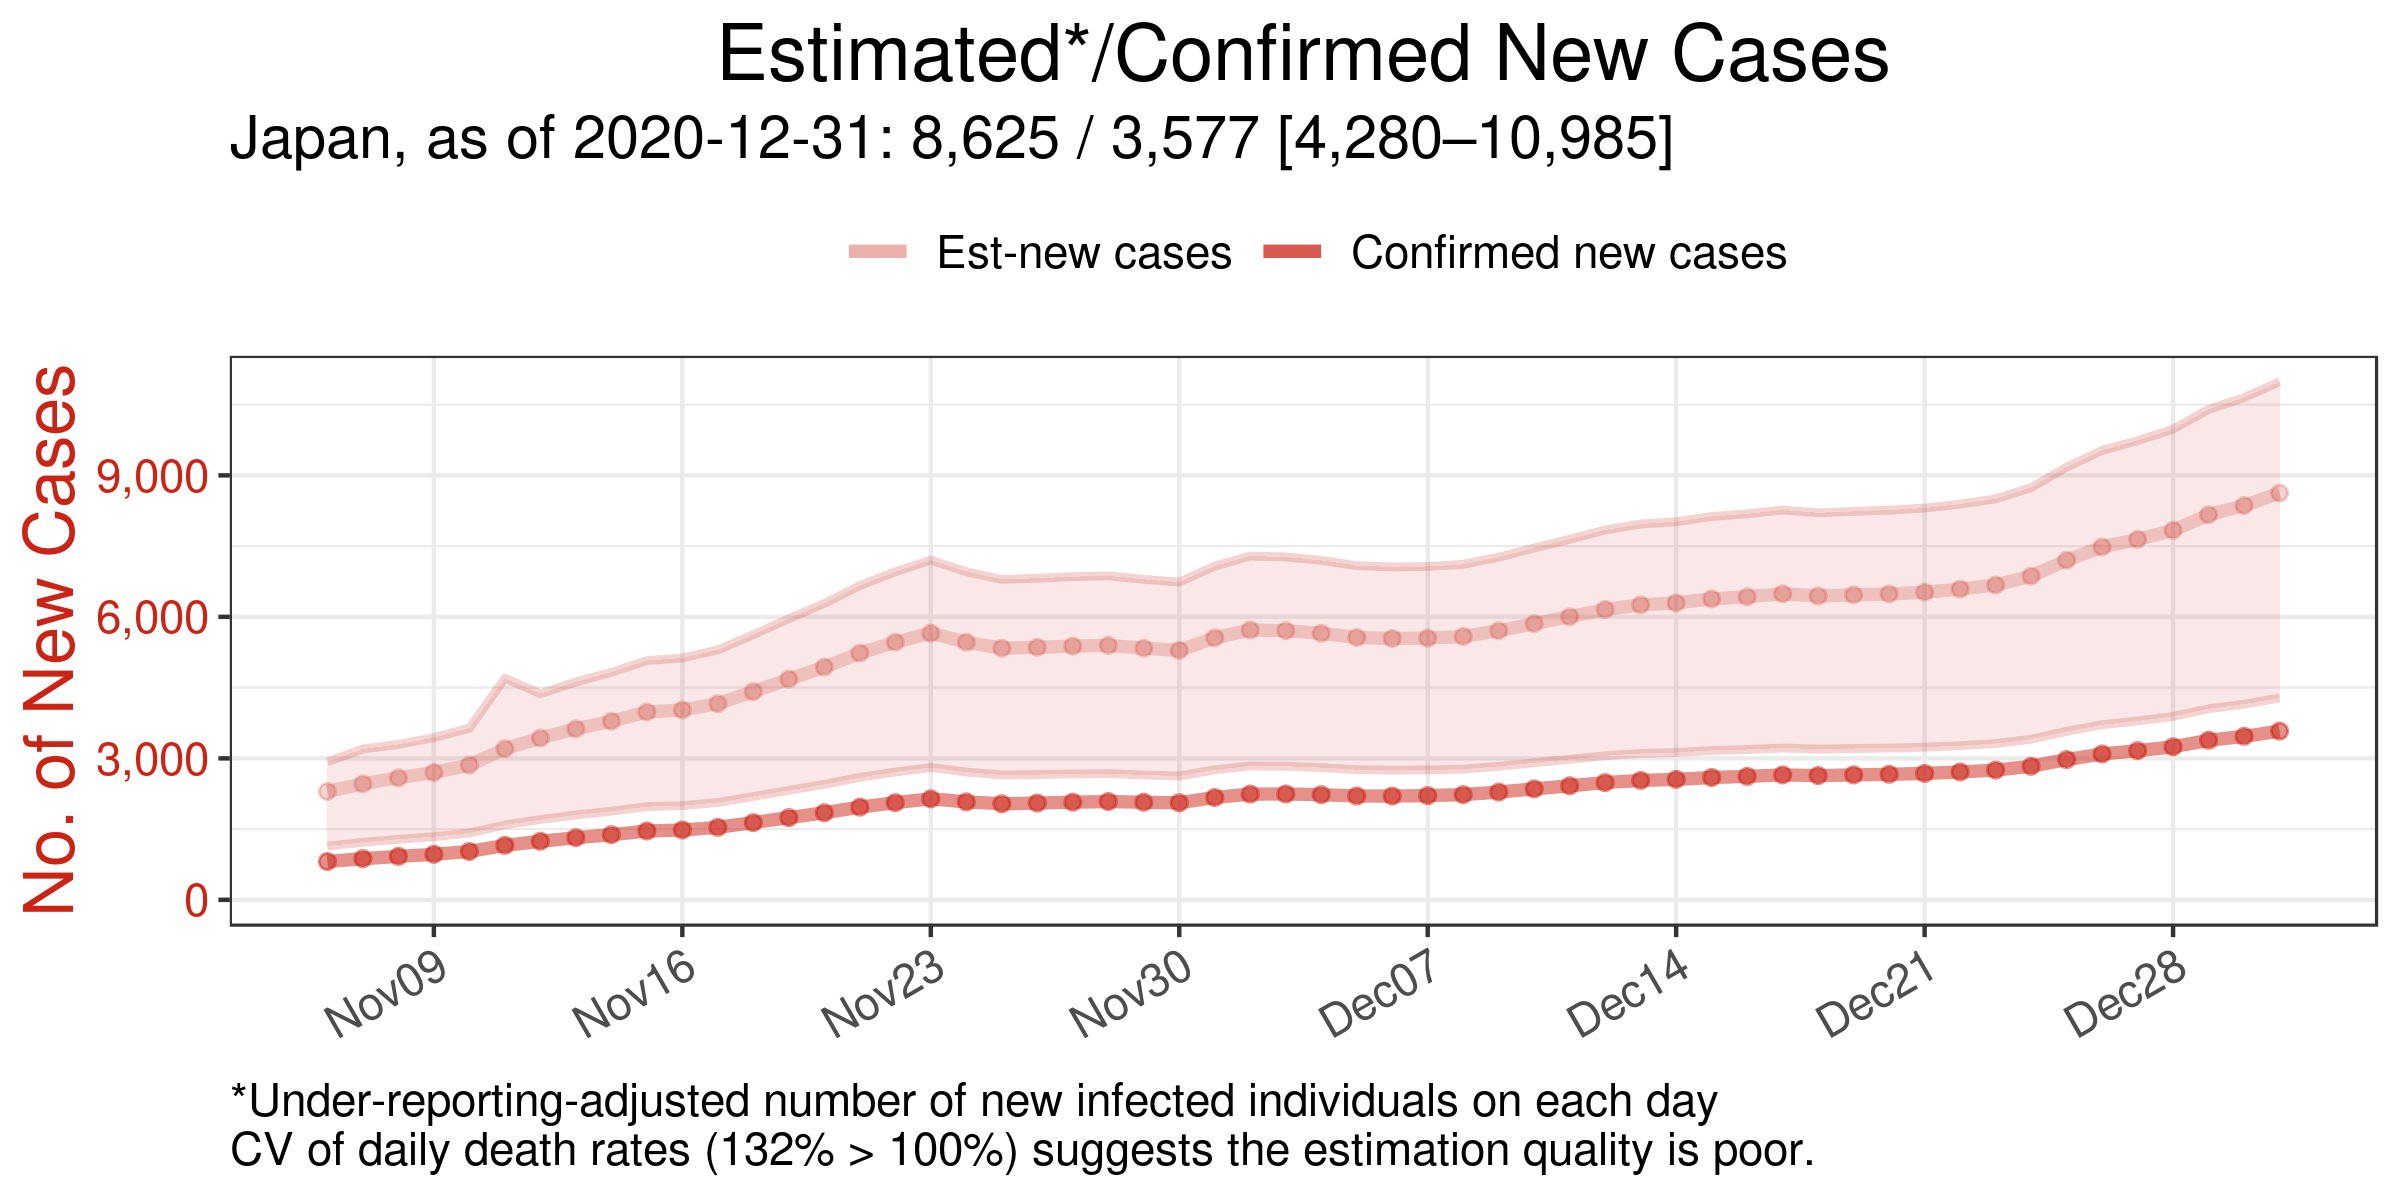 Estimated*/Confirmed New Cases
Japan, as of 2020-12-31: 8,625 / 3,577 [4,280–10,985]
Est-new cases Confirmed new cases
No. of New Cases
9,000
6,000
3,000
0
Nov09 Nov16 Nov23 Nov30 Dec07 Dec14 Dec21 Dec28
*Under-reporting-adjusted number of new infected individuals on each day
CV of daily death rates (132% > 100%) suggests the estimation quality is poor.